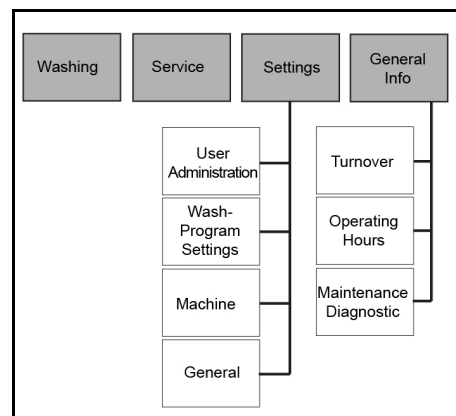 Washing
Service
Settings
General
Info
User
Administration
Wash-
Program
Settings
Machine
General
Turnover
Operating
Hours
Maintenance
Diagnostic